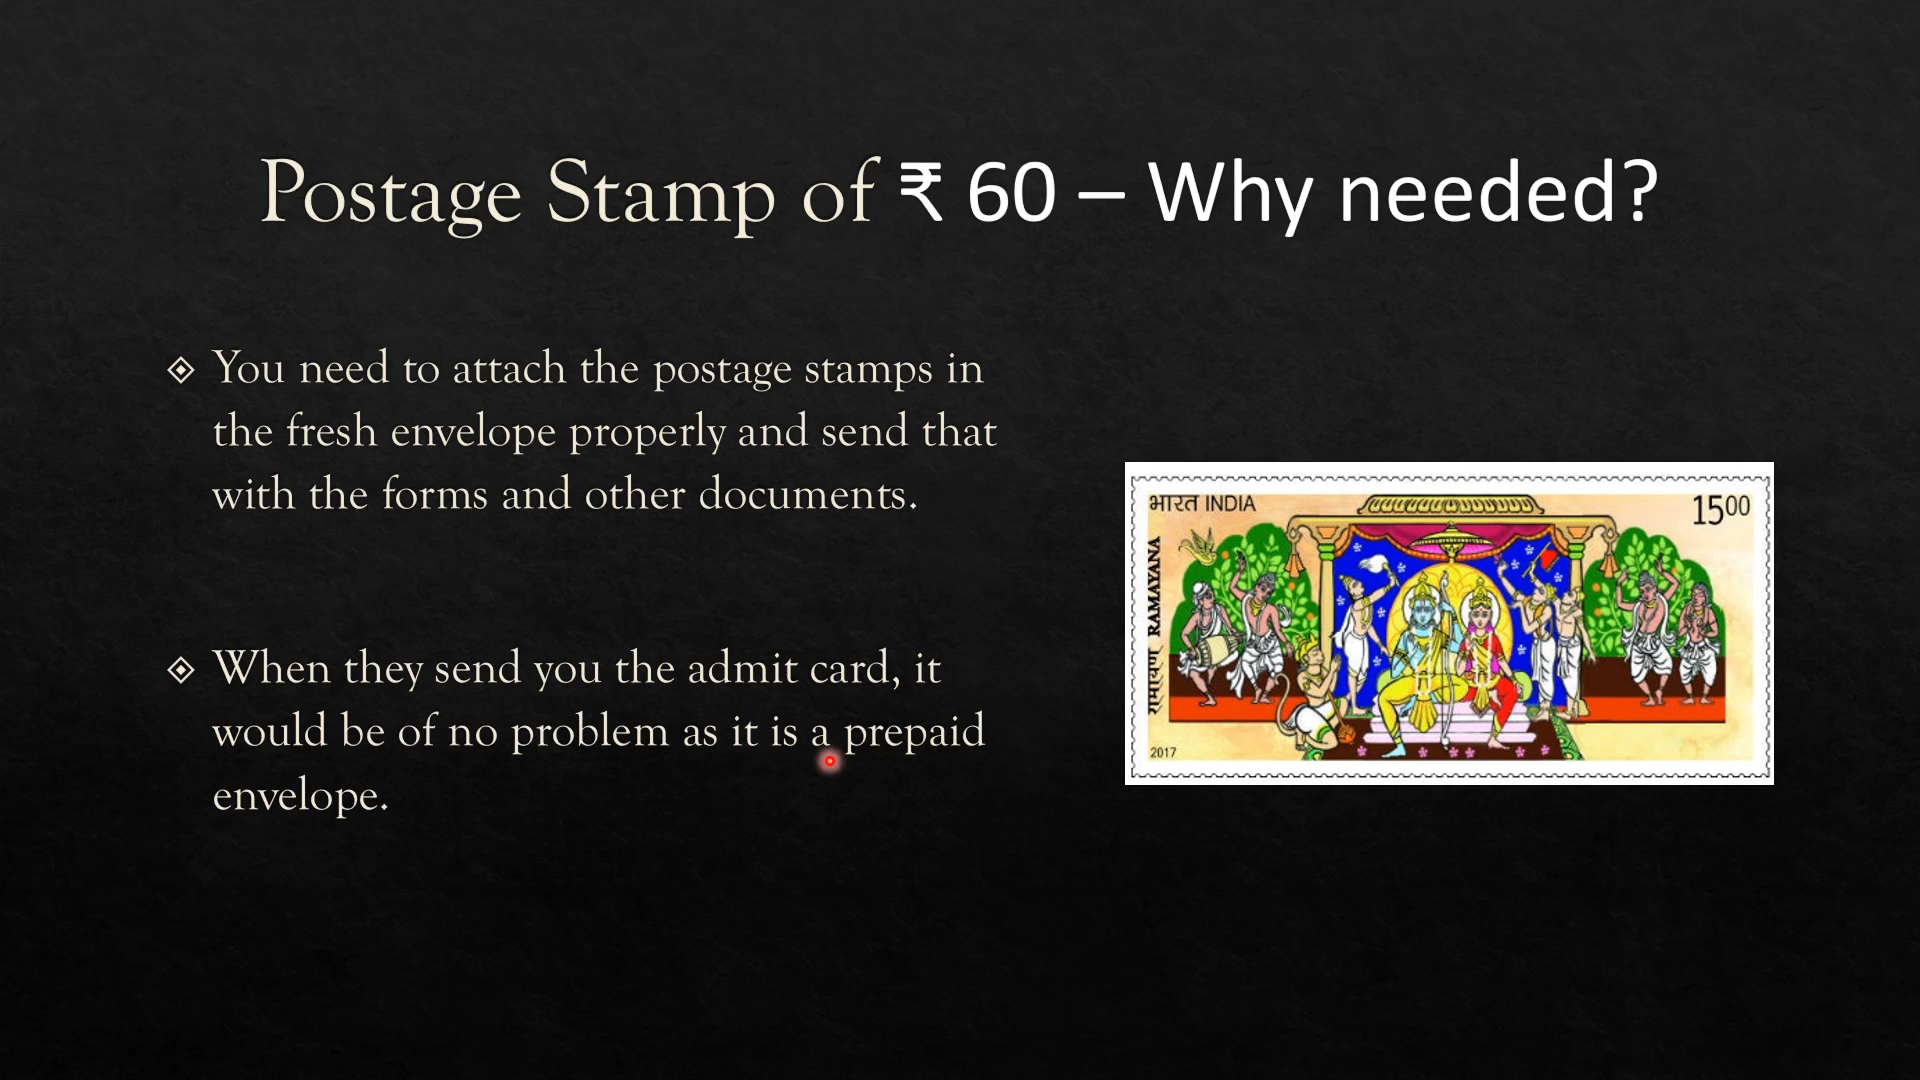 Postage Stamp of ₹ 60 – Why needed?
You need to attach the postage stamps in
the fresh envelope properly and send that
with the forms and other documents.
When they send you the admit card, it
would be of no problem as it is a prepaid
envelope.
भारत INDIA
1500
रामायण RAMAYANA
2017